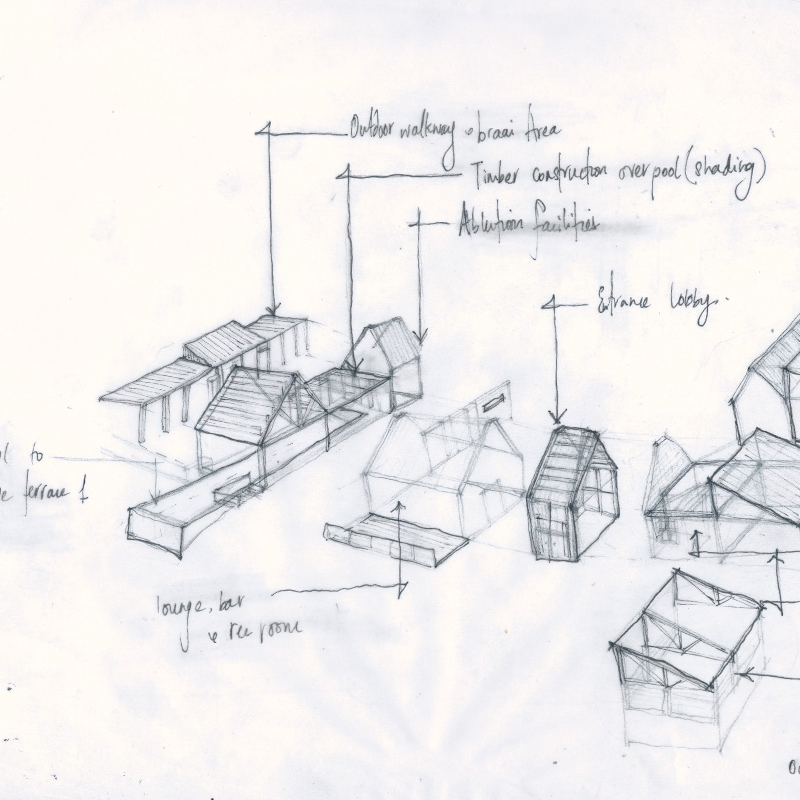 Outdoor walkway & braai Area
Timber construction over pool (shading)
Ablution facilities
Entrance lobby.
to
terrace
lounge, bar
& rec room